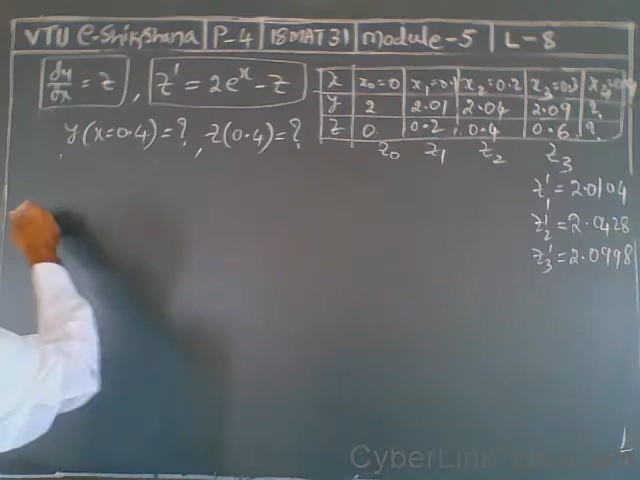 VTU e-Shikshana | P-4 | 18MAT31 | Module-5 | L-8
dy/dx = z , z' = 2e^x - z
y(x=0.4)=? , z(0.4)=?
x | x0=0 | x1=0.1 | x2=0.2 | x3=0.3
y | 2 | 2.01 | 2.04 | 2.09 | ?
z | 0 | 0.2 | 0.4 | 0.6 | ?
z0 z1 z2 z3
z1' = 2.0104
z2' = 2.0428
z3' = 2.0998
CyberLink